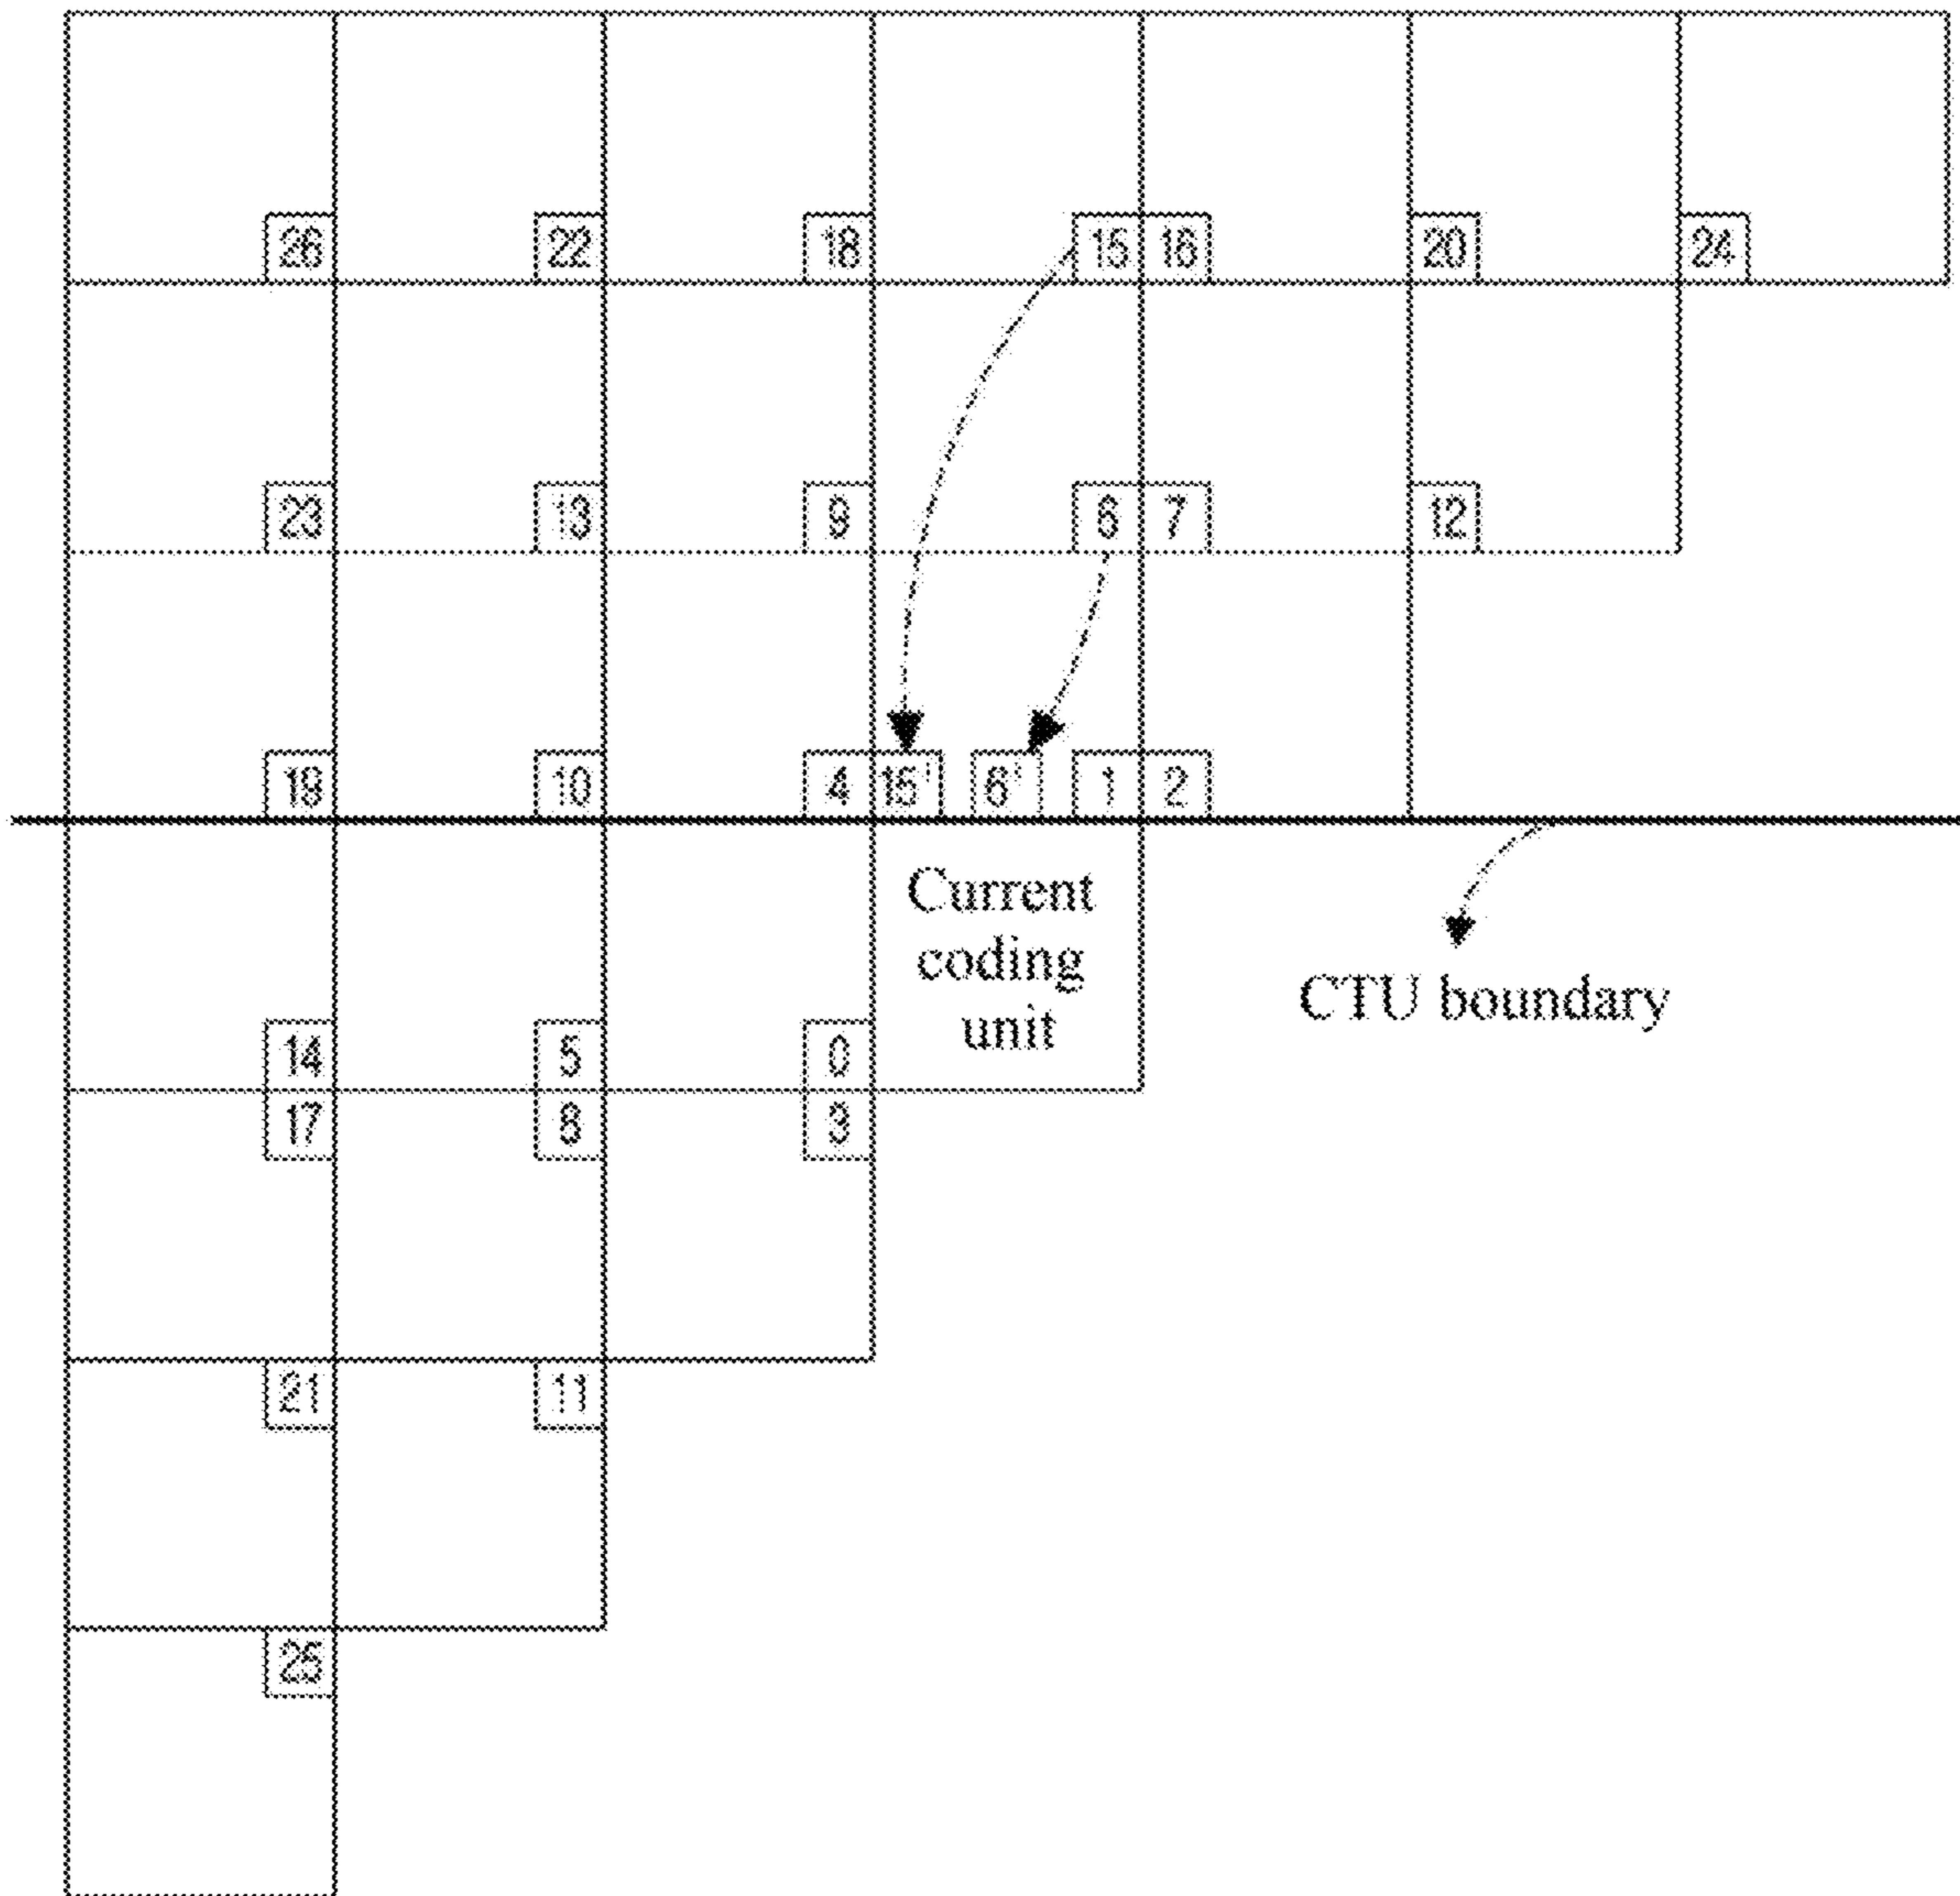 26 22 18 15 16 20 24
23 13 9 6 7 12
19 10 4 15' 6' 1 2
Current
coding
unit
CTU boundary
14 5 0
17 8 3
21 11
25